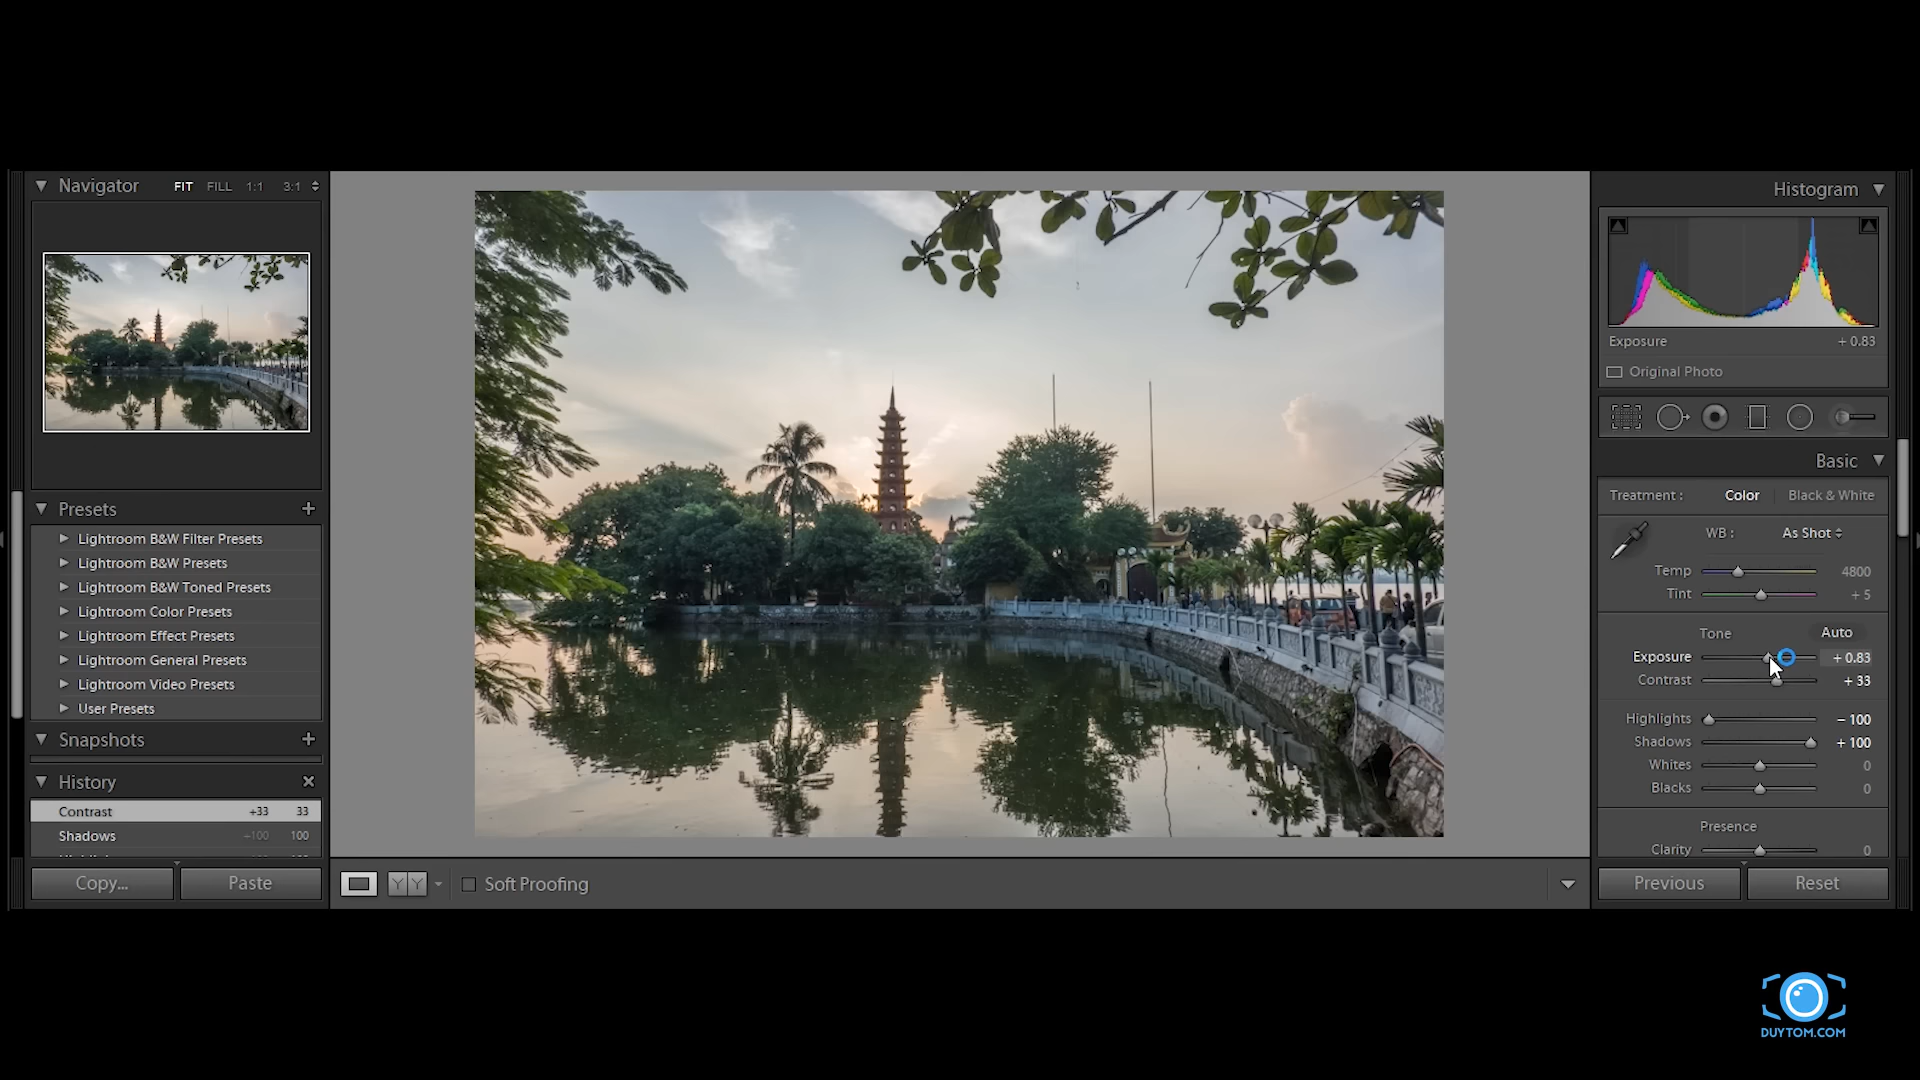 Navigator FIT FILL 1:1 3:1
Presets +
Lightroom B&W Filter Presets
Lightroom B&W Presets
Lightroom B&W Toned Presets
Lightroom Color Presets
Lightroom Effect Presets
Lightroom General Presets
Lightroom Video Presets
User Presets
Snapshots +
History
Contrast +33 33
Shadows +100 100
Copy... Paste
YY Soft Proofing
Histogram
Exposure + 0.83
Original Photo
Basic
Treatment : Color Black & White
WB : As Shot
Temp 4800
Tint + 5
Tone Auto
Exposure + 0.83
Contrast + 33
Highlights − 100
Shadows + 100
Whites 0
Blacks 0
Presence
Clarity 0
Previous Reset
DUYTOM.COM